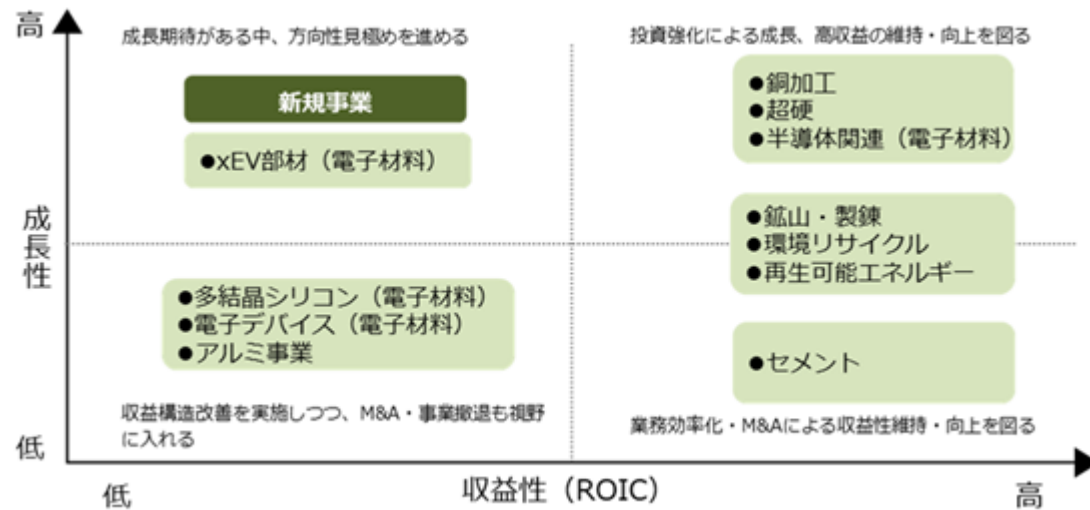 高
成長期待がある中、方向性見極めを進める
投資強化による成長、高収益の維持・向上を図る
新規事業
●xEV部材（電子材料）
●銅加工
●超硬
●半導体関連（電子材料）
成長性
●鉱山・製錬
●環境リサイクル
●再生可能エネルギー
●多結晶シリコン（電子材料）
●電子デバイス（電子材料）
●アルミ事業
●セメント
収益構造改善を実施しつつ、M&A・事業撤退も視野
に入れる
業務効率化・M&Aによる収益性維持・向上を図る
低
低
収益性（ROIC）
高